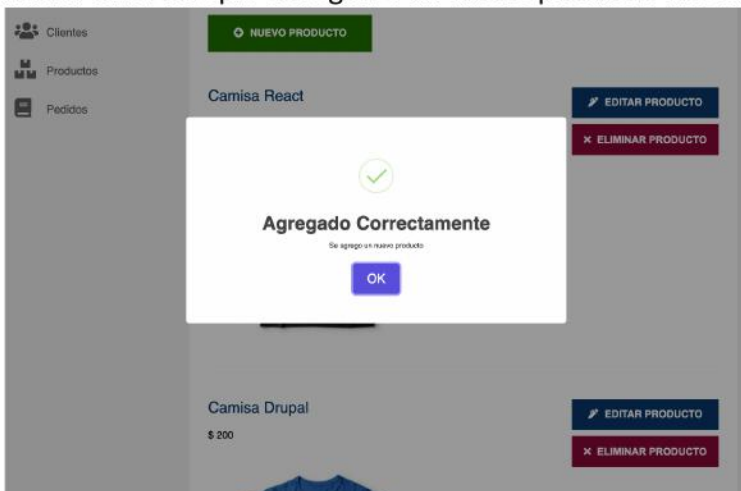 Clientes
NUEVO PRODUCTO
Productos
Pedidos
Camisa React
EDITAR PRODUCTO
ELIMINAR PRODUCTO
Agregado Correctamente
Se agrego un nuevo producto
OK
Camisa Drupal
EDITAR PRODUCTO
$ 200
ELIMINAR PRODUCTO